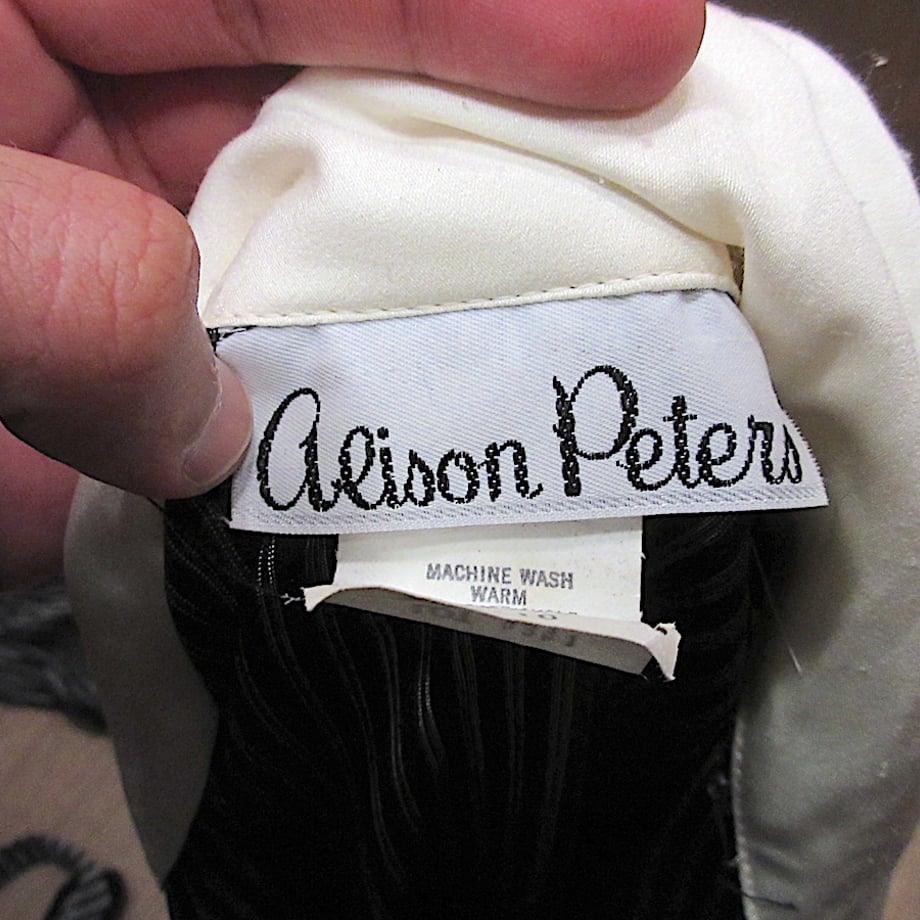 Alison Peters
MACHINE WASH
WARM